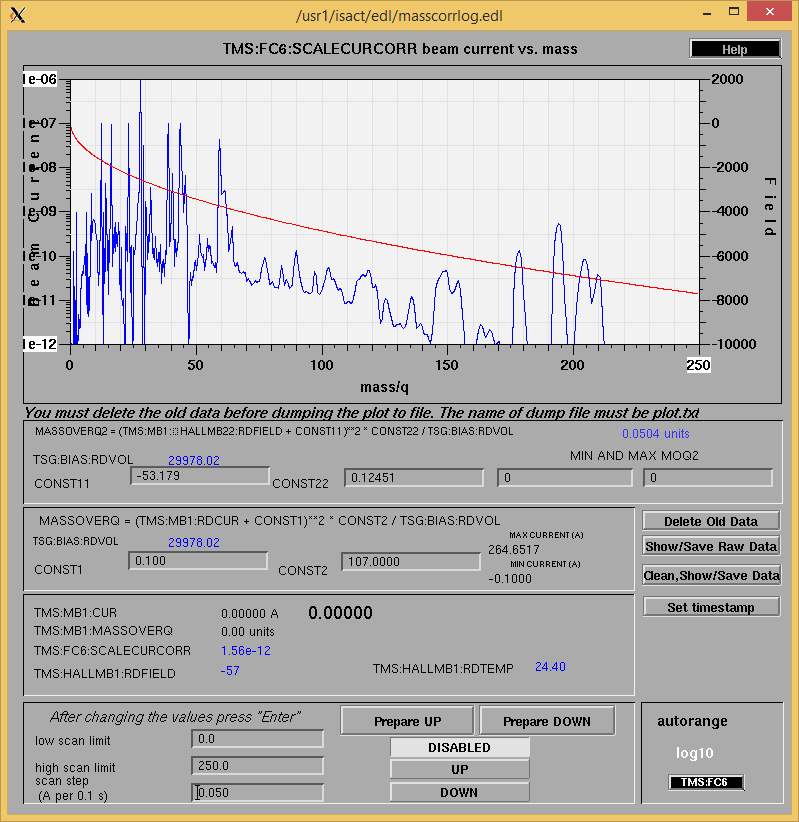 /usr1/isact/edl/masscorrlog.edl
TMS:FC6:SCALECURCORR beam current vs. mass
Help
1e-06
1e-07
1e-08
1e-09
1e-10
1e-11
1e-12
Beam Current
2000
0
-2000
-4000
-6000
-8000
-10000
Field
0 50 100 150 200 250
mass/q
You must delete the old data before dumping the plot to file. The name of dump file must be plot.txt
MASSOVERQ2 = (TMS:MB1: HALLMB22:RDFIELD + CONST11)**2 * CONST22 / TSG:BIAS:RDVOL
0.0504 units
TSG:BIAS:RDVOL 29978.02
MIN AND MAX MOQ2
CONST11 -53.179 CONST22 0.12451 0 0
MASSOVERQ = (TMS:MB1:RDCUR + CONST1)**2 * CONST2 / TSG:BIAS:RDVOL
TSG:BIAS:RDVOL 29978.02
MAX CURRENT (A)
264.6517
MIN CURRENT (A)
-0.1000
CONST1 0.100 CONST2 107.0000
Delete Old Data
Show/Save Raw Data
Clean,Show/Save Data
Set timestamp
TMS:MB1:CUR 0.00000 A 0.00000
TMS:MB1:MASSOVERQ 0.00 units
TMS:FC6:SCALECURCORR 1.56e-12
TMS:HALLMB1:RDFIELD -57
TMS:HALLMB1:RDTEMP 24.40
After changing the values press "Enter"
low scan limit 0.0
high scan limit 250.0
scan step
(A per 0.1 s) 0.050
Prepare UP
Prepare DOWN
DISABLED
UP
DOWN
autorange
log10
TMS:FC6